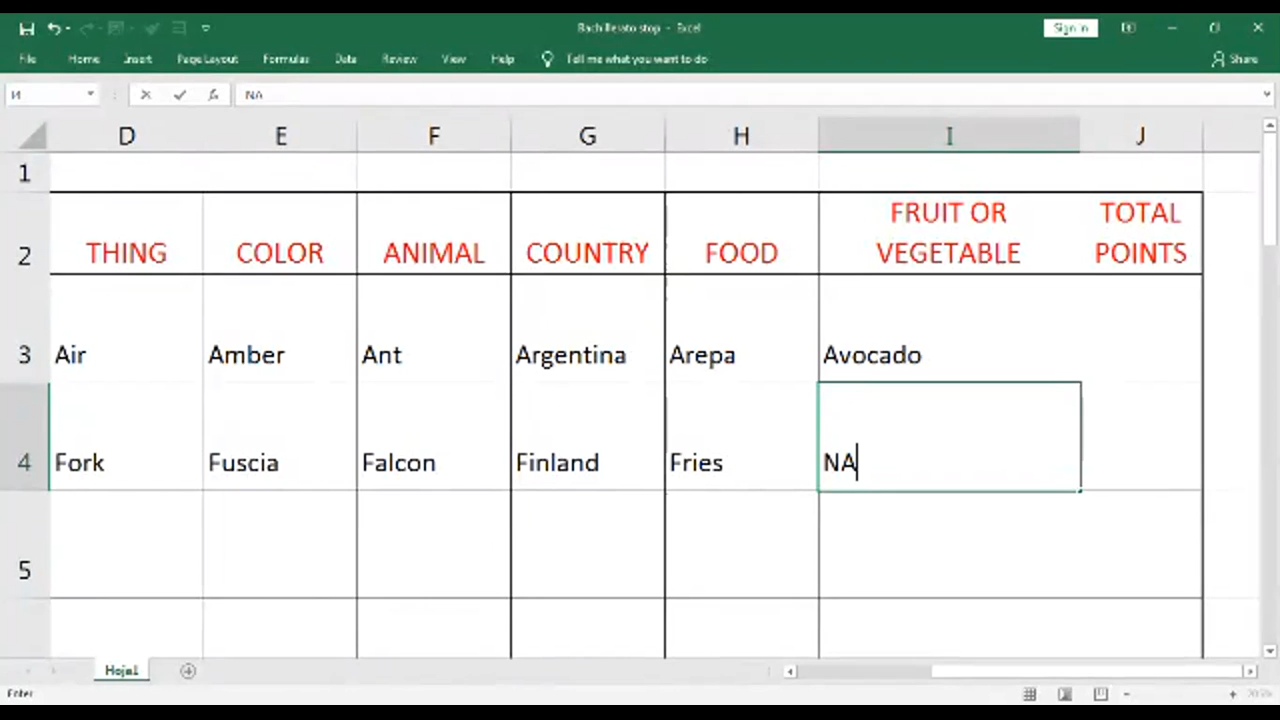 Bachillerato stop - Excel
Sign in
File Home Insert Page Layout Formulas Data Review View Help Tell me what you want to do Share
I4 NA
D E F G H I J
1
2 THING COLOR ANIMAL COUNTRY FOOD FRUIT OR VEGETABLE TOTAL POINTS
3 Air Amber Ant Argentina Arepa Avocado
4 Fork Fuscia Falcon Finland Fries NA
5
Hoja1
Enter